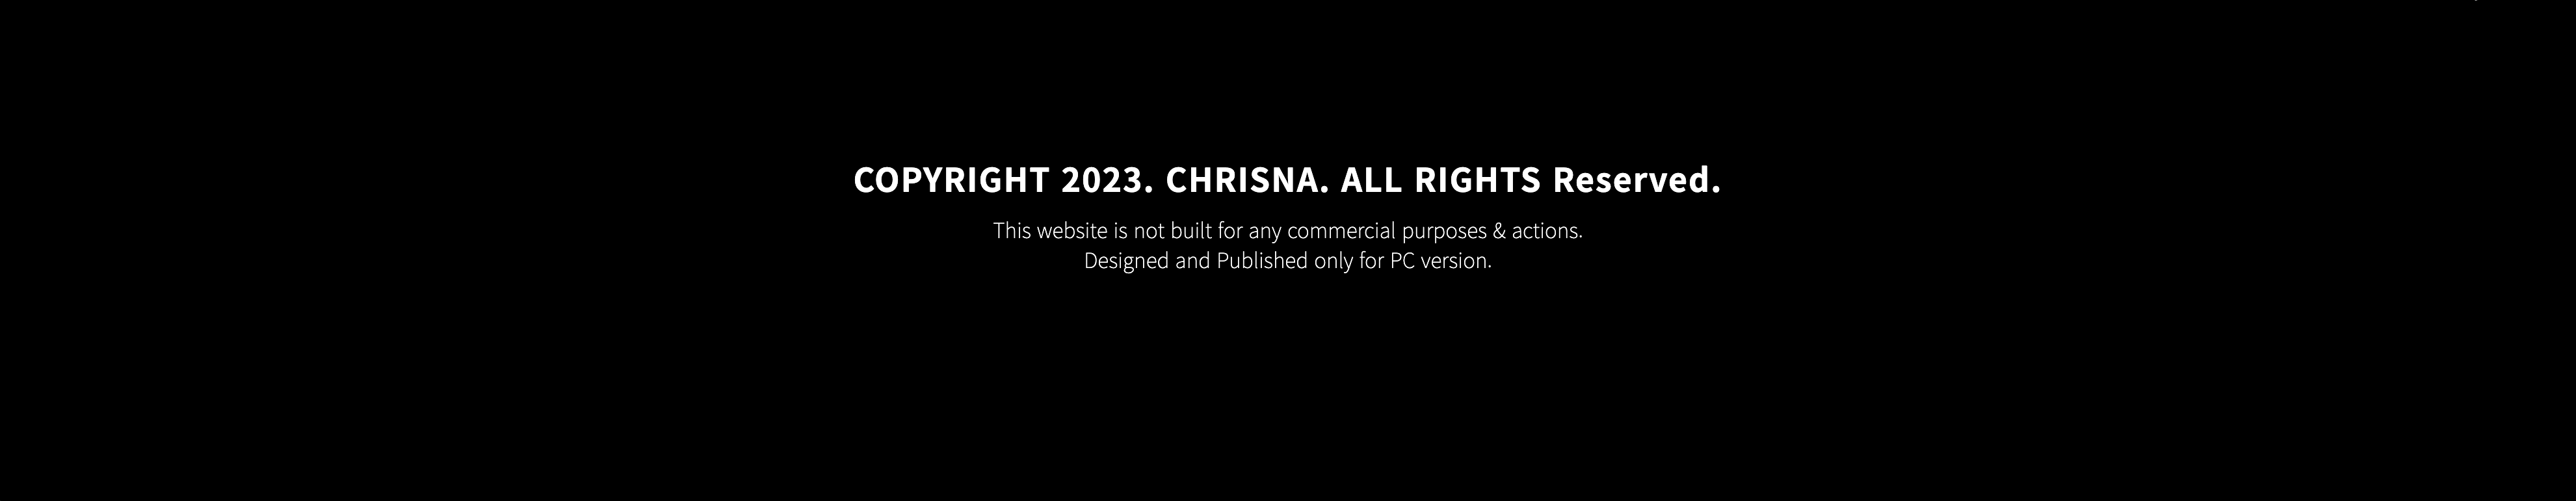 COPYRIGHT 2023. CHRISNA. ALL RIGHTS Reserved.
This website is not built for any commercial purposes & actions.
Designed and Published only for PC version.